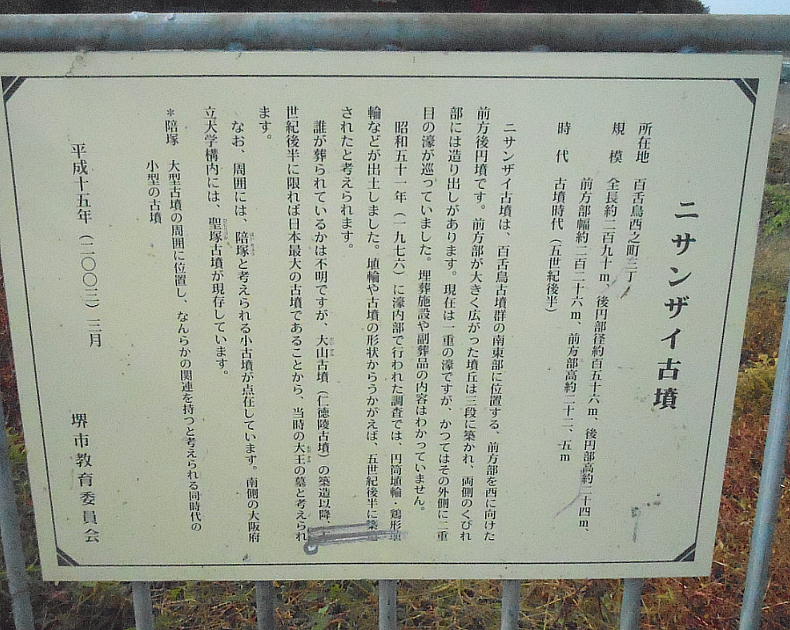 ニサンザイ古墳
所在地　百舌鳥西之町三丁
規　模　全長約二百九十m、後円部径約百五十六m、後円部高約二十四m、
前方部幅約二百二十六m、前方部高約二十二、五m
時　代　古墳時代（五世紀後半）
ニサンザイ古墳は、百舌鳥古墳群の南東部に位置する、前方部を西に向けた
前方後円墳です。前方部が大きく広がった墳丘は三段に築かれ、両側のくびれ
部には造り出しがあります。現在は一重の濠ですが、かつてはその外側に二重
目の濠が巡っていました。埋葬施設や副葬品の内容はわかっていません。
昭和五十一年（一九七六）に濠内部で行われた調査では、円筒埴輪・鶏形埴
輪などが出土しました。埴輪や古墳の形状からうかがえば、五世紀後半に築造
されたと考えられます。
誰が葬られているかは不明ですが、大山古墳（仁徳陵古墳）の築造以降、
世紀後半に限れば日本最大の古墳であることから、当時の大王の墓と考えられ
ます。
なお、周囲には、陪塚と考えられる小古墳が点在しています。南側の大阪府
立大学構内には、聖塚古墳が現存しています。
＊陪塚　大型古墳の周囲に位置し、なんらかの関連を持つと考えられる同時代の
小型の古墳
平成十五年（二〇〇三）三月
堺市教育委員会